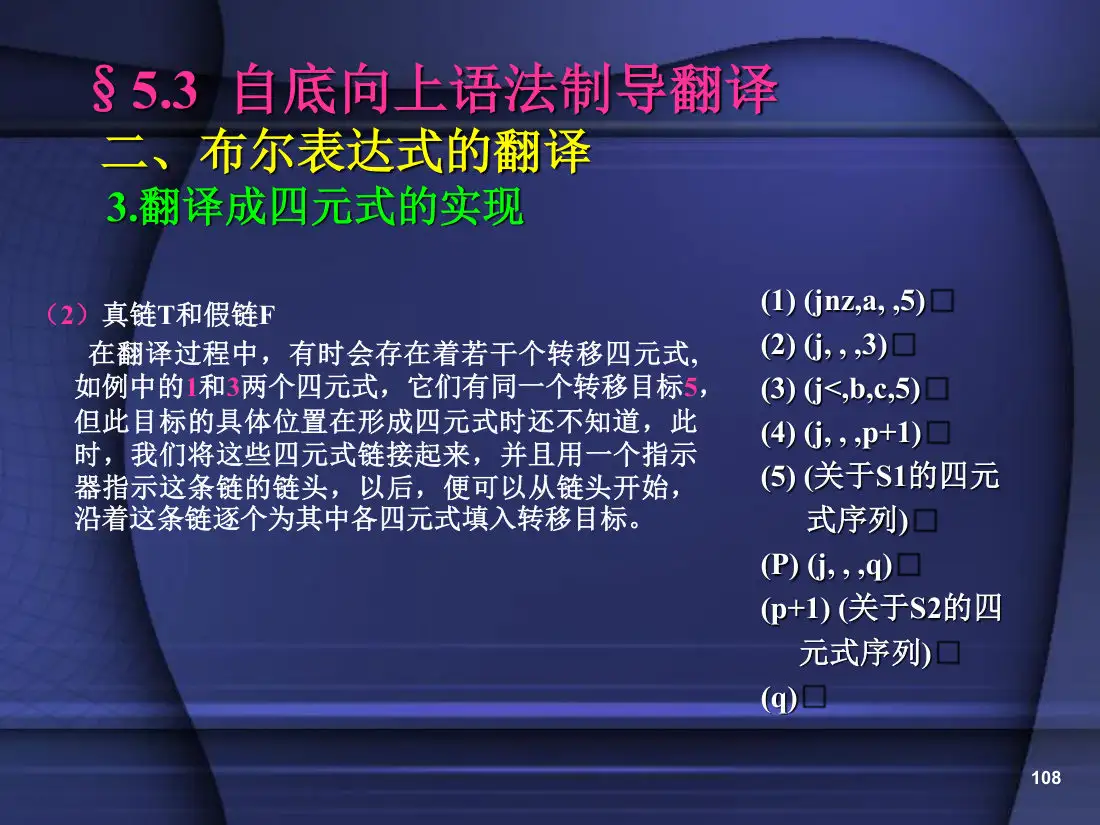 §5.3 自底向上语法制导翻译
二、布尔表达式的翻译
3.翻译成四元式的实现
（2）真链T和假链F
在翻译过程中，有时会存在着若干个转移四元式,
如例中的1和3两个四元式，它们有同一个转移目标5，
但此目标的具体位置在形成四元式时还不知道，此
时，我们将这些四元式链接起来，并且用一个指示
器指示这条链的链头，以后，便可以从链头开始，
沿着这条链逐个为其中各四元式填入转移目标。
(1) (jnz,a, ,5)□
(2) (j, , ,3)□
(3) (j<,b,c,5)□
(4) (j, , ,p+1)□
(5) (关于S1的四元
式序列)□
(P) (j, , ,q)□
(p+1) (关于S2的四
元式序列)□
(q)□
108